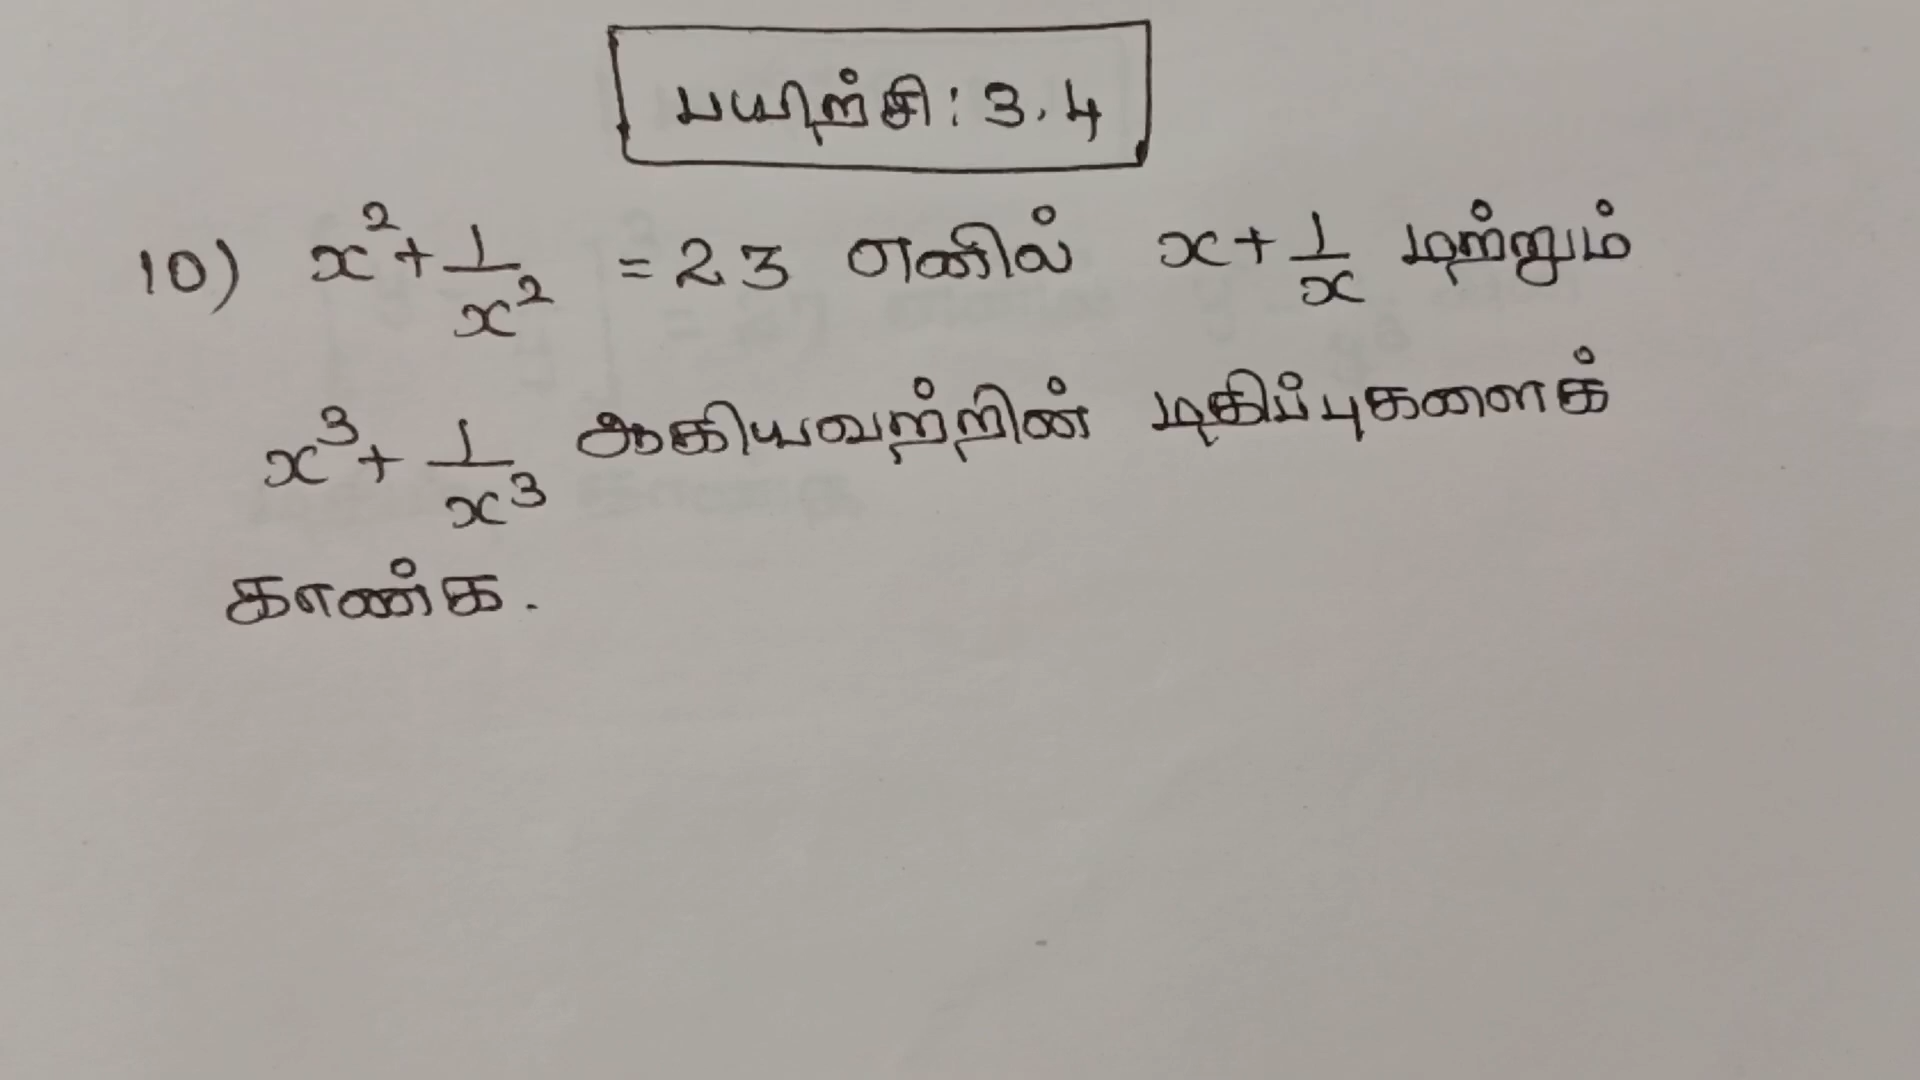 பயிற்சி: 3.4
10) x² + 1/x² = 23 எனில் x + 1/x மற்றும்
x³ + 1/x³ ஆகியவற்றின் மதிப்புகளைக்
காண்க.